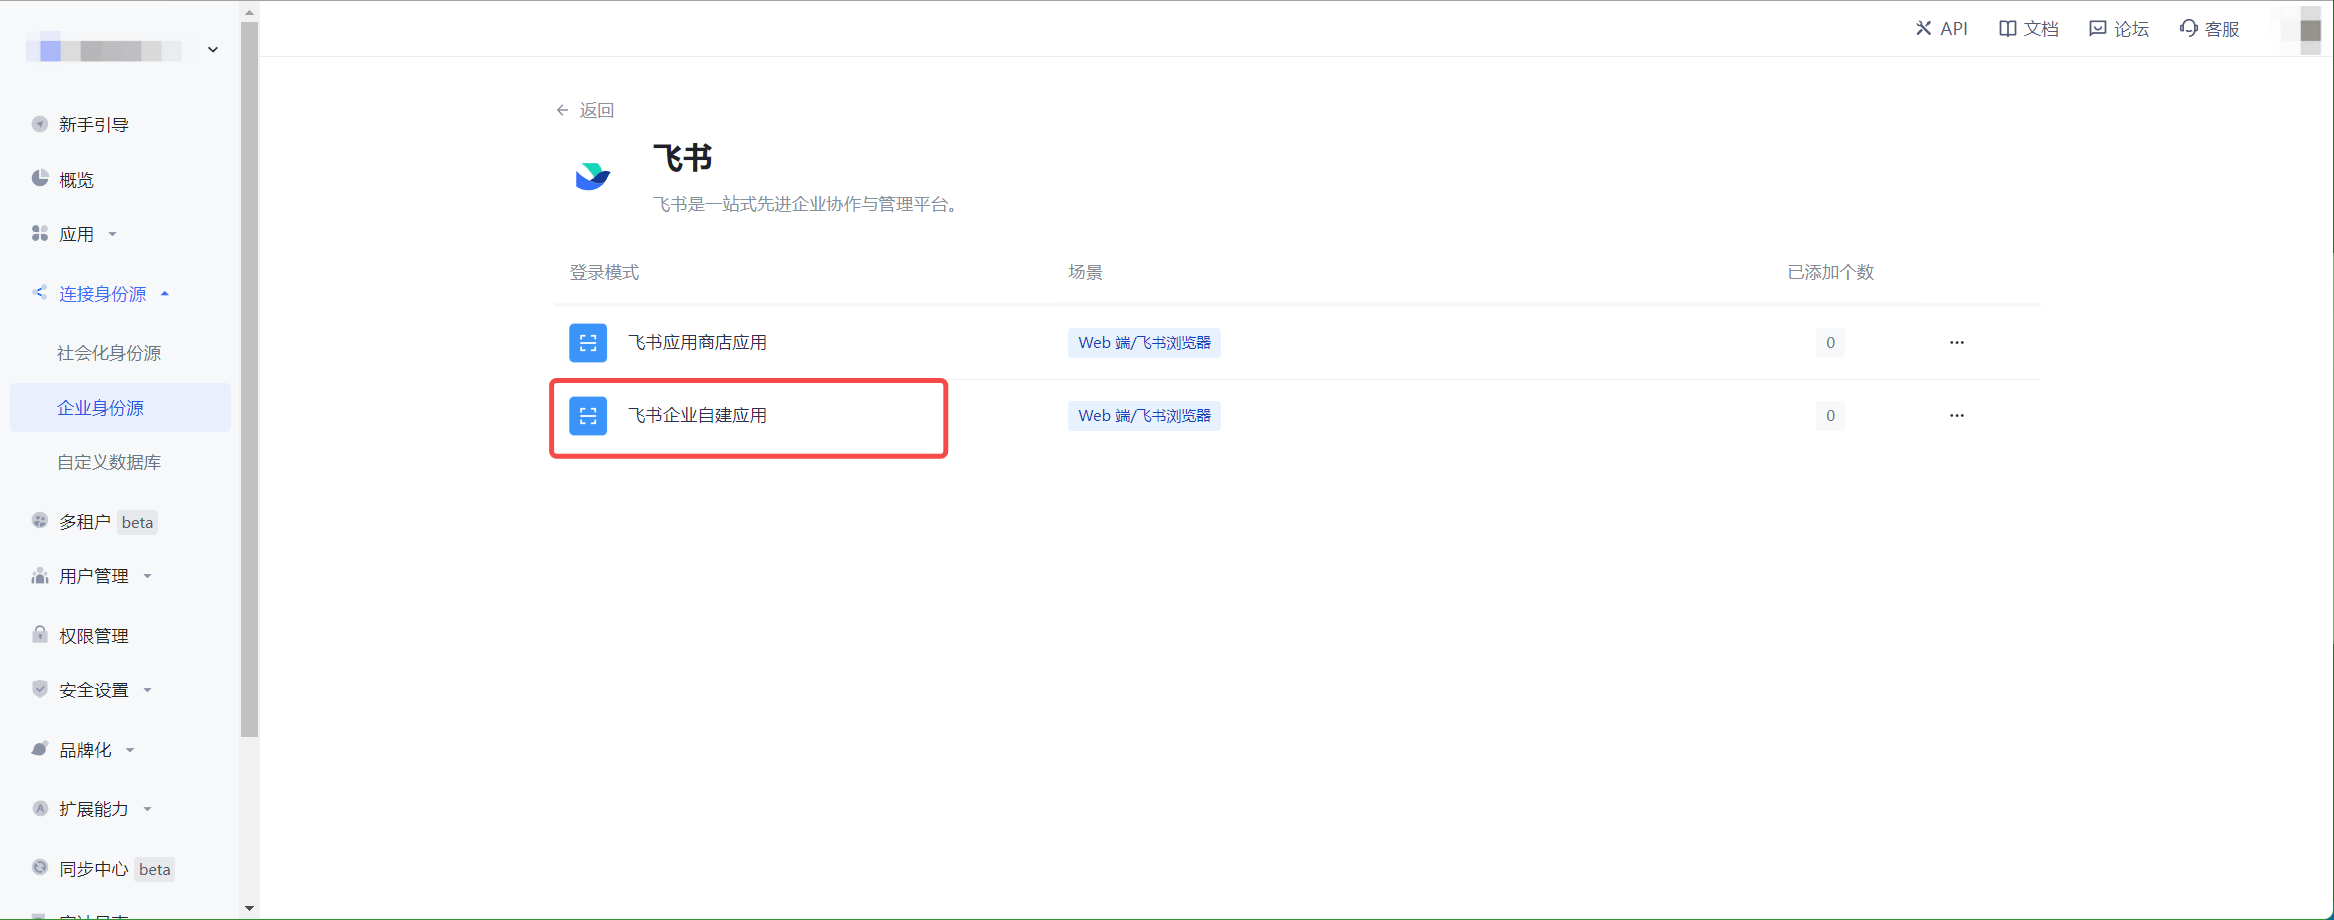 API
文档
论坛
客服
新手引导
概览
应用
连接身份源
社会化身份源
企业身份源
自定义数据库
多租户 beta
用户管理
权限管理
安全设置
品牌化
扩展能力
同步中心 beta
返回
飞书
飞书是一站式先进企业协作与管理平台。
登录模式 场景 已添加个数
飞书应用商店应用 Web 端/飞书浏览器 0
飞书企业自建应用 Web 端/飞书浏览器 0